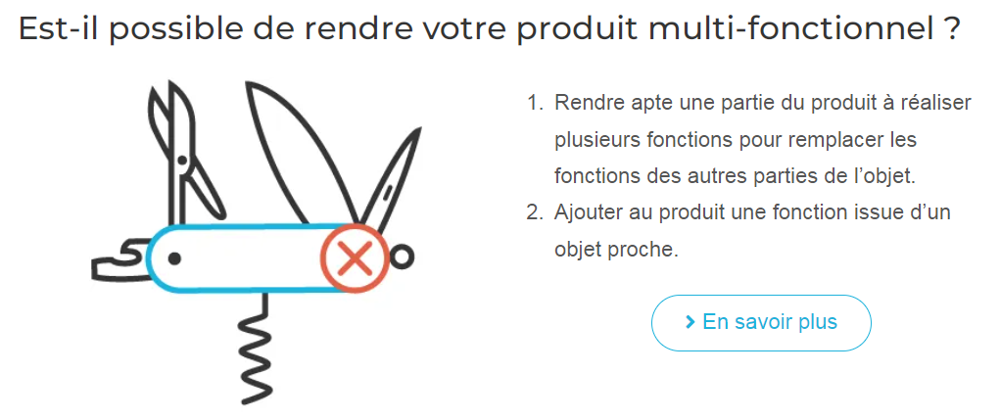 Est-il possible de rendre votre produit multi-fonctionnel ?
1. Rendre apte une partie du produit à réaliser
plusieurs fonctions pour remplacer les
fonctions des autres parties de l’objet.
2. Ajouter au produit une fonction issue d’un
objet proche.
En savoir plus